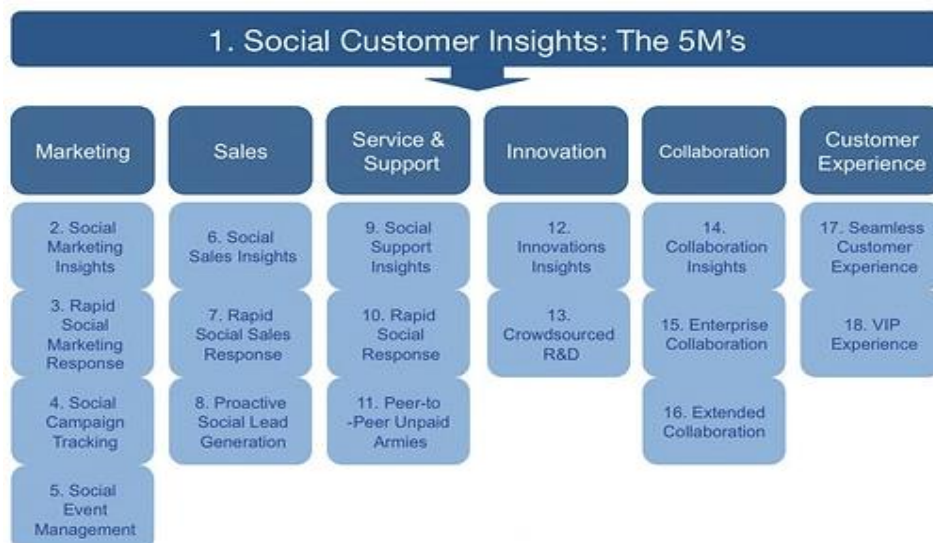 1. Social Customer Insights: The 5M's
Marketing
2. Social
Marketing
Insights
3. Rapid
Social
Marketing
Response
4. Social
Campaign
Tracking
5. Social
Event
Management
Sales
6. Social
Sales Insights
7. Rapid
Social Sales
Response
8. Proactive
Social Lead
Generation
Service &
Support
9. Social
Support
Insights
10. Rapid
Social
Response
11. Peer-to
-Peer Unpaid
Armies
Innovation
12.
Innovations
Insights
13.
Crowdsourced
R&D
Collaboration
14.
Collaboration
Insights
15. Enterprise
Collaboration
16. Extended
Collaboration
Customer
Experience
17. Seamless
Customer
Experience
18. VIP
Experience